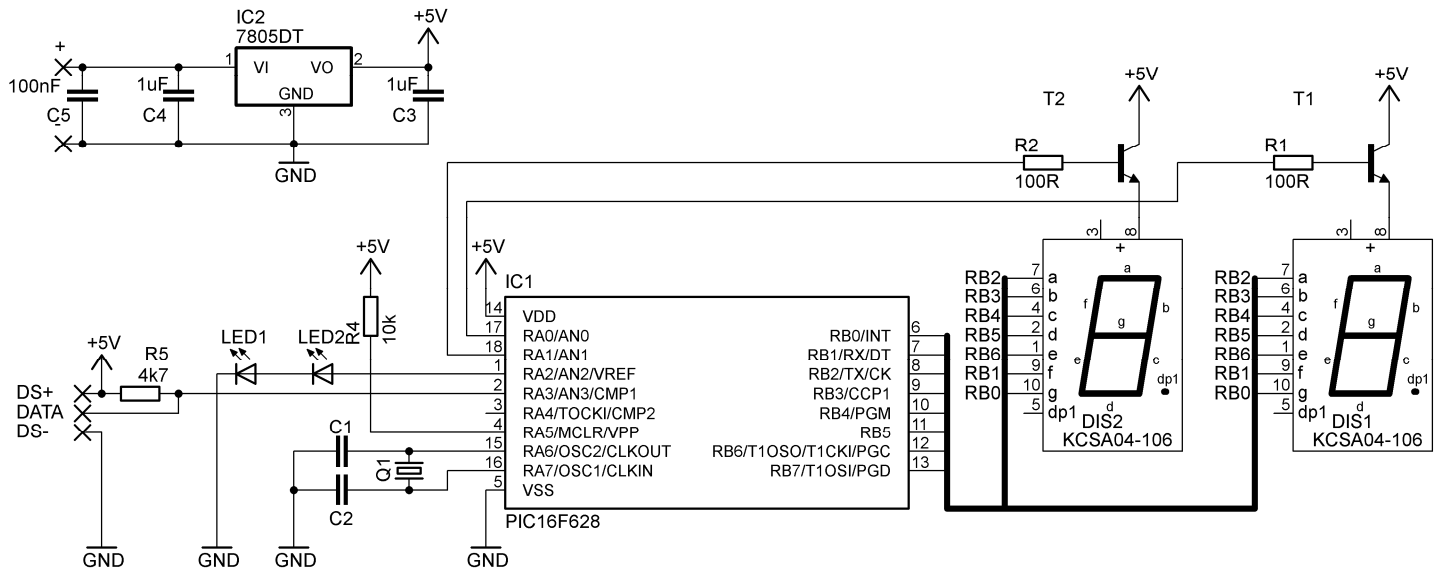 IC2
7805DT
+5V
+
1
VI
VO
2
100nF
1uF
1uF
GND
C5
C4
3
C3
-
GND
+5V
+5V
T2
T1
R2
R1
100R
100R
3
8
3
8
+
+
+5V
+5V
R4
10k
IC1
14
VDD
17
RA0/AN0
18
RA1/AN1
1
RA2/AN2/VREF
2
RA3/AN3/CMP1
3
RA4/TOCKI/CMP2
4
RA5/MCLR/VPP
15
RA6/OSC2/CLKOUT
16
RA7/OSC1/CLKIN
5
VSS
RB0/INT
6
RB1/RX/DT
7
RB2/TX/CK
8
RB3/CCP1
9
RB4/PGM
10
RB5
11
RB6/T1OSO/T1CKI/PGC
12
RB7/T1OSI/PGD
13
PIC16F628
LED1
LED2
+5V
R5
4k7
DS+
DATA
DS-
C1
Q1
C2
GND
GND
GND
GND
RB2
7
a
RB3
6
b
RB4
4
c
RB5
2
d
RB6
1
e
RB1
9
f
RB0
10
g
5
dp1
a
f
b
g
e
c
d
dp1
DIS2
KCSA04-106
RB2
7
a
RB3
6
b
RB4
4
c
RB5
2
d
RB6
1
e
RB1
9
f
RB0
10
g
5
dp1
a
f
b
g
e
c
d
dp1
DIS1
KCSA04-106